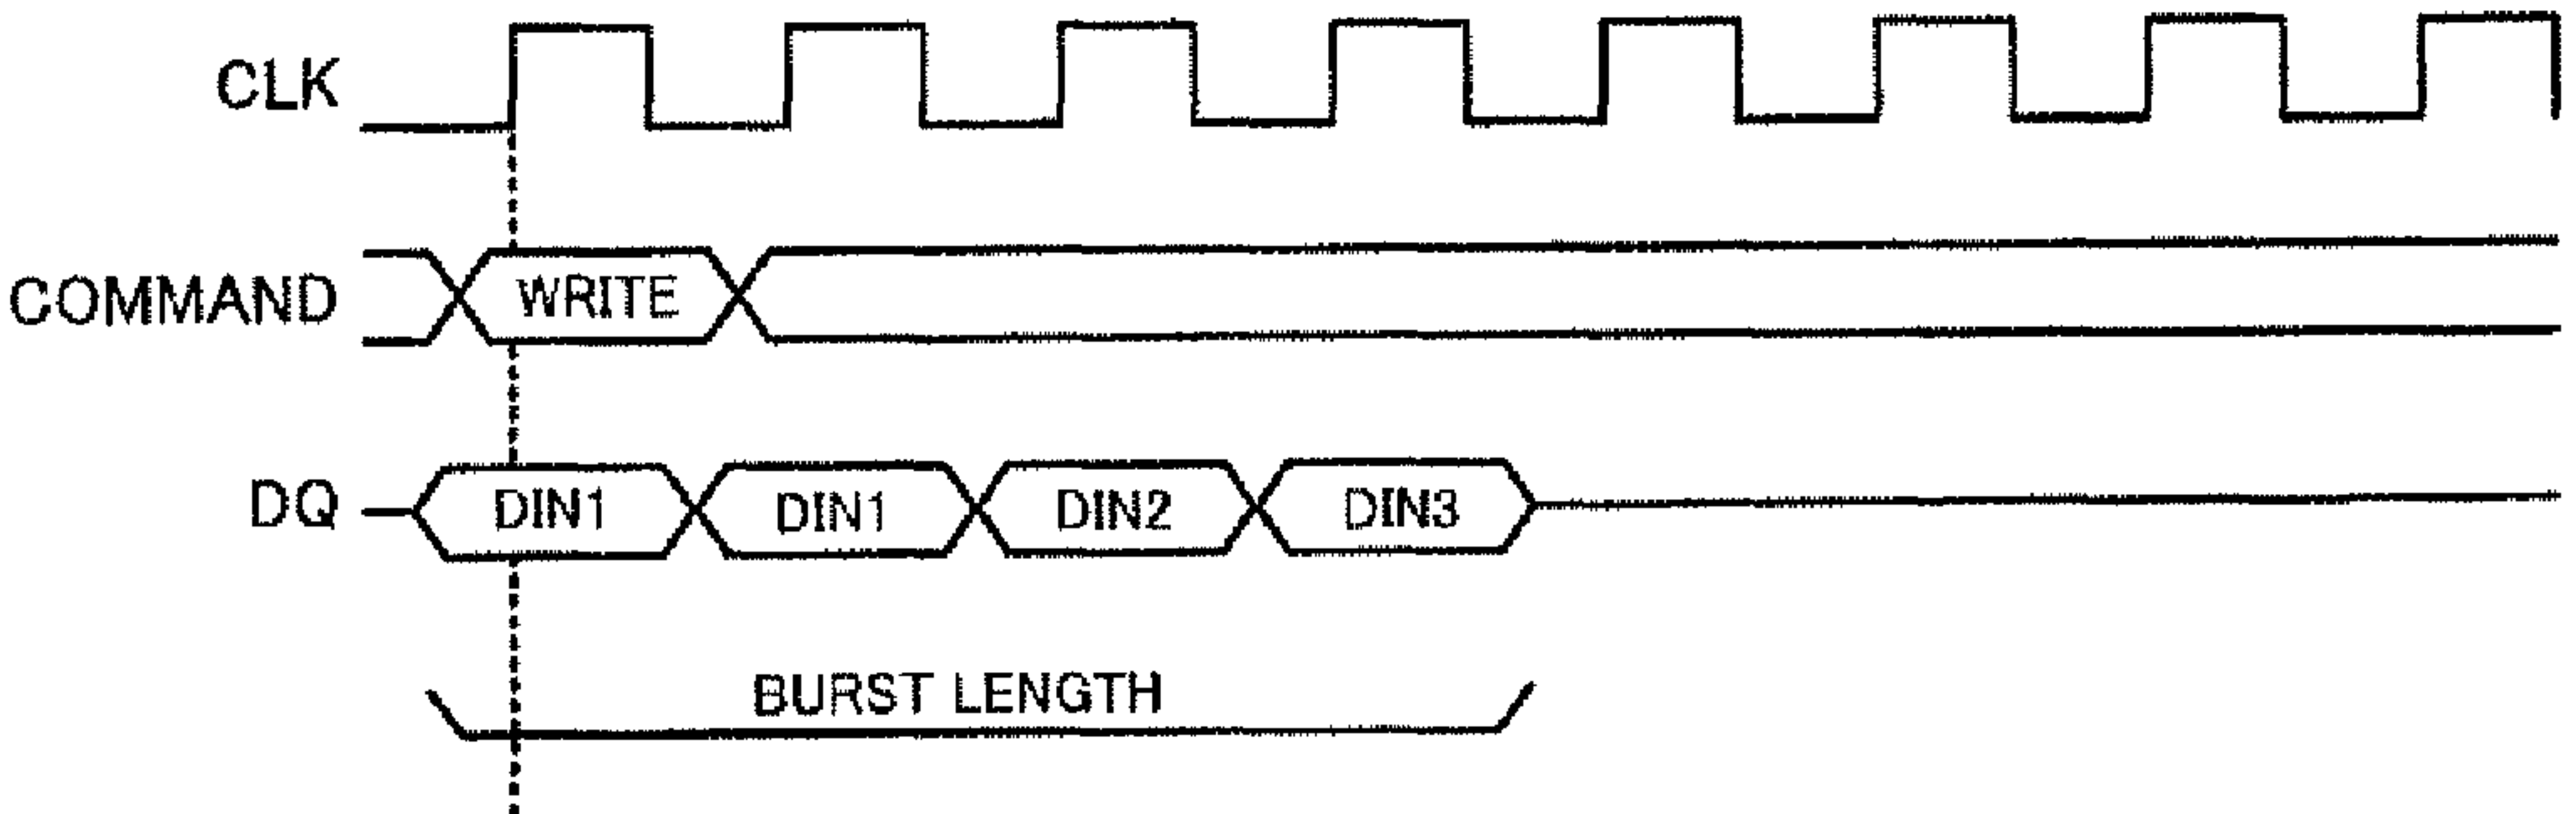 CLK
COMMAND WRITE
DQ DIN1 DIN1 DIN2 DIN3
BURST LENGTH